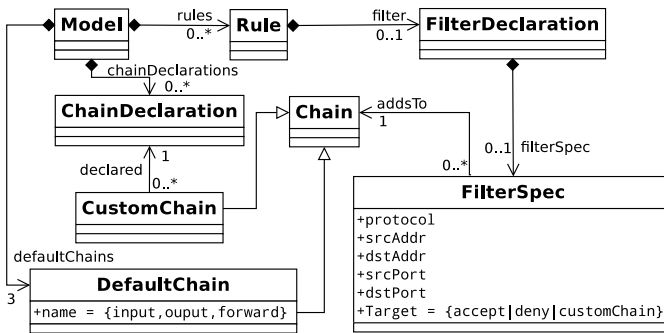 Model
rules
0..*
Rule
filter
0..1
FilterDeclaration
chainDeclarations
0..*
ChainDeclaration
Chain
addsTo
1
1
declared
0..*
0..*
0..1
filterSpec
CustomChain
FilterSpec
+protocol
+srcAddr
+dstAddr
+srcPort
+dstPort
+Target = {accept|deny|customChain}
defaultChains
3
DefaultChain
+name = {input,ouput,forward}